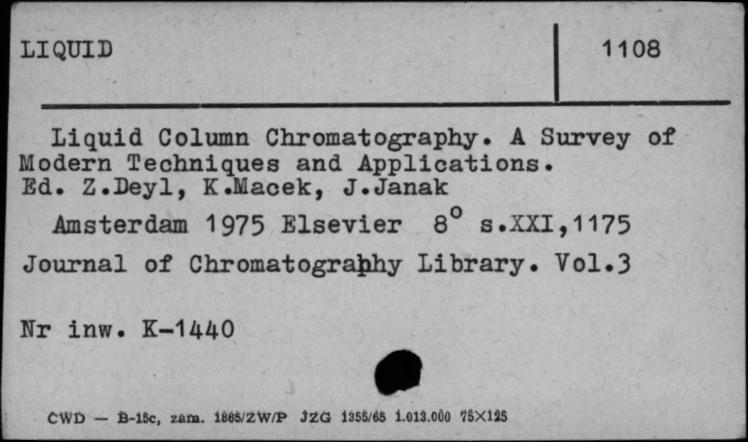 LIQUID
1108
Liquid Column Chromatography. A Survey of
Modern Techniques and Applications.
Ed. Z.Deyl, K.Macek, J.Janak
Amsterdam 1975 Elsevier 8° s.XXI,1175
Journal of Chromatography Library. Vol.3
Nr inw. K-1440
CWD — B-15c, zam. 1865/ZW/P JZG 1355/65 1.013.000 75X125